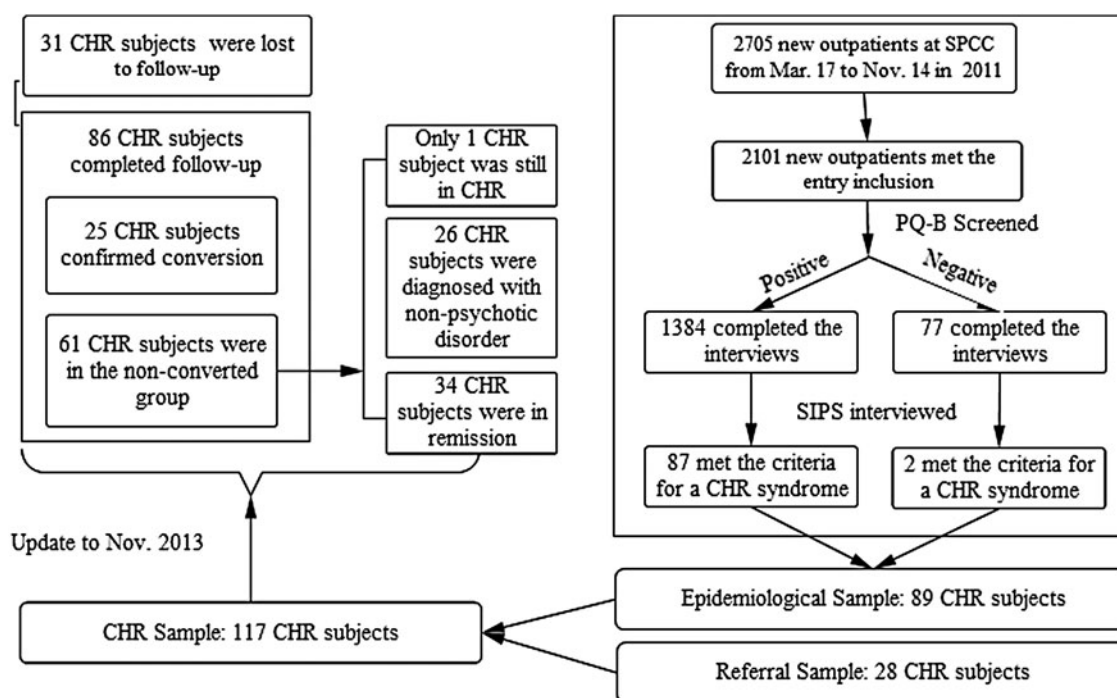 31 CHR subjects were lost
to follow-up
86 CHR subjects
completed follow-up
25 CHR subjects
confirmed conversion
61 CHR subjects were
in the non-converted
group
Only 1 CHR
subject was still
in CHR
26 CHR
subjects were
diagnosed with
non-psychotic
disorder
34 CHR
subjects were in
remission
Update to Nov. 2013
CHR Sample: 117 CHR subjects
2705 new outpatients at SPCC
from Mar. 17 to Nov. 14 in 2011
2101 new outpatients met the
entry inclusion
PQ-B Screened
Positive
Negative
1384 completed the
interviews
77 completed the
interviews
SIPS interviewed
87 met the criteria
for a CHR syndrome
2 met the criteria for
a CHR syndrome
Epidemiological Sample: 89 CHR subjects
Referral Sample: 28 CHR subjects